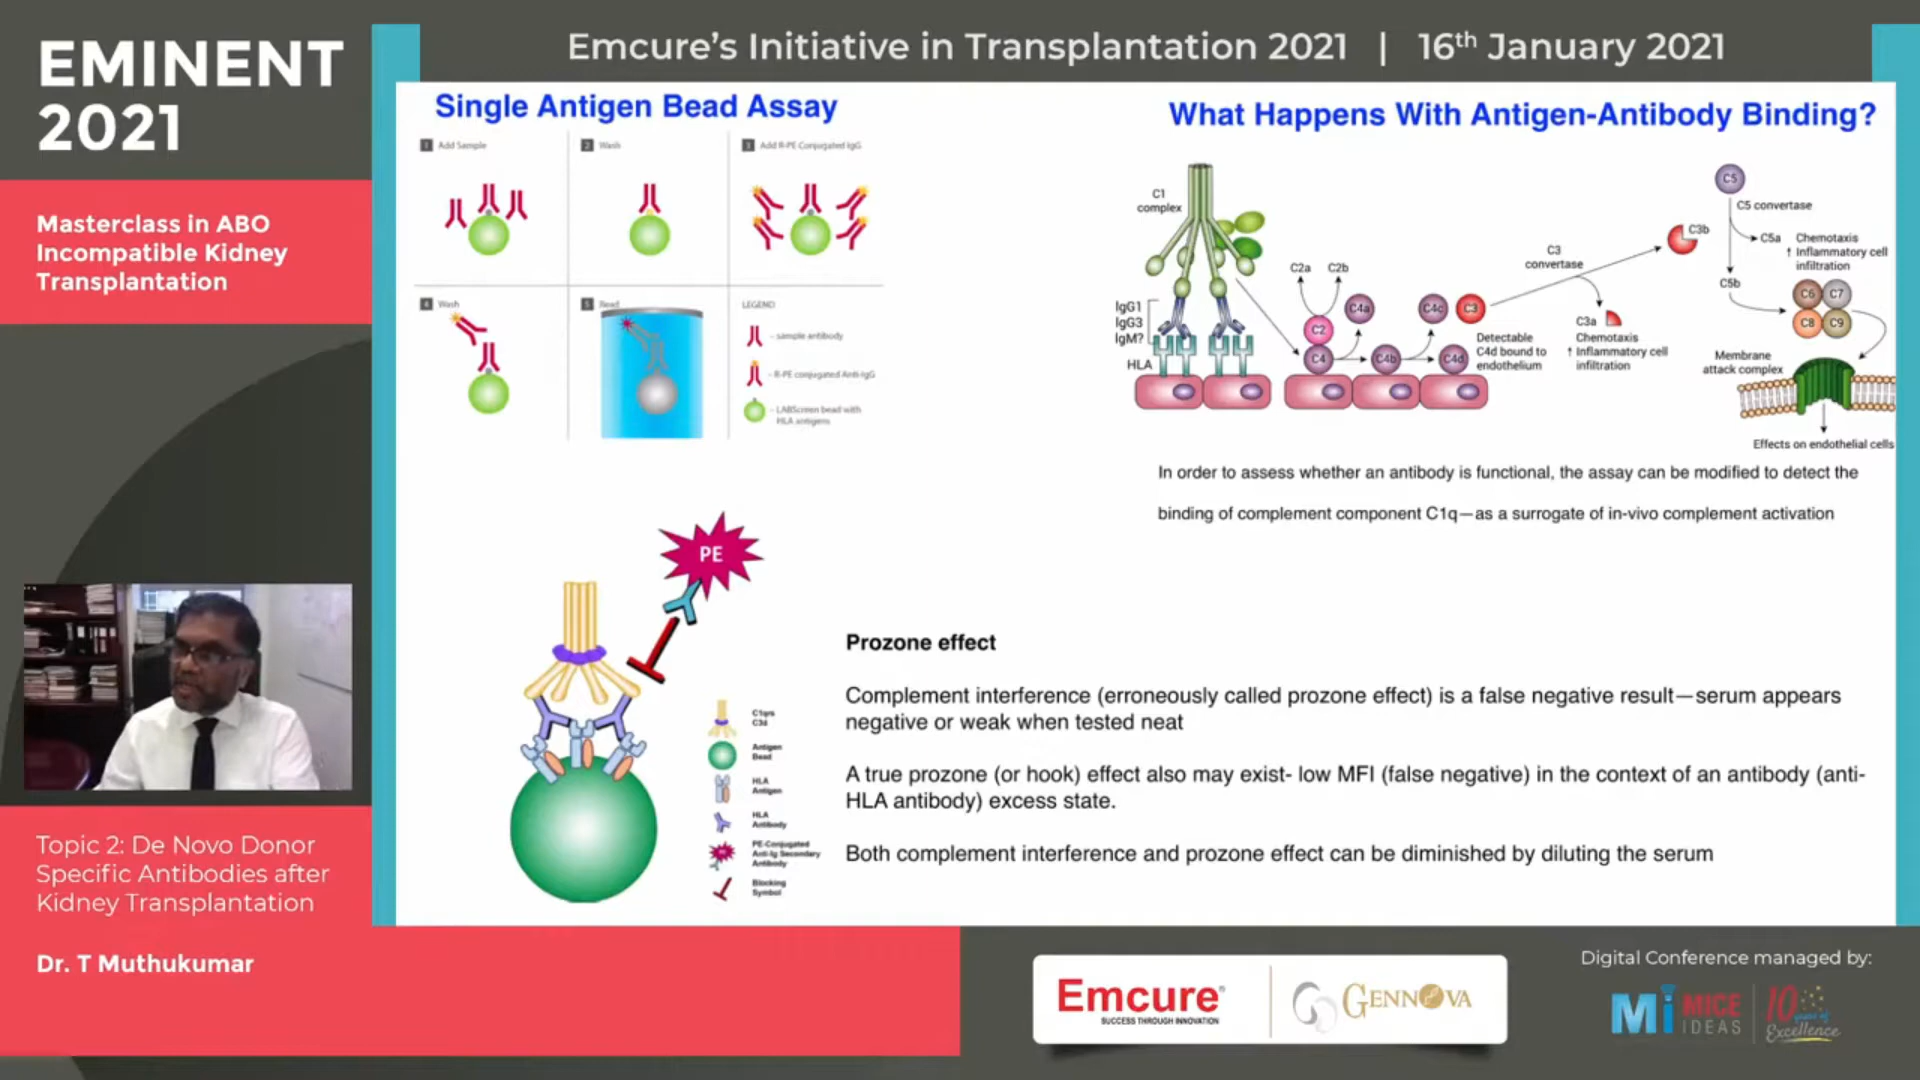 EMINENT
2021
Emcure's Initiative in Transplantation 2021 | 16th January 2021
Masterclass in ABO
Incompatible Kidney
Transplantation
Topic 2: De Novo Donor
Specific Antibodies after
Kidney Transplantation
Dr. T Muthukumar
Single Antigen Bead Assay
1 Add Sample
2 Wash
3 Add R-PE Conjugated IgG
4 Wash
5 Read
LEGEND
- sample antibody
- R-PE conjugated Anti-IgG
- LABScreen bead with
HLA antigens
What Happens With Antigen-Antibody Binding?
C1
complex
IgG1
IgG3
IgM?
HLA
C2a
C2b
C2
C4
C4a
C4b
C4c
C4d
C3
Detectable
C4d bound to
endothelium
C3
convertase
C3b
C3a
Chemotaxis
↑ Inflammatory cell
infiltration
C5
C5 convertase
C5a
Chemotaxis
↑ Inflammatory cell
infiltration
C5b
C6
C7
C8
C9
Membrane
attack complex
Effects on endothelial cells
In order to assess whether an antibody is functional, the assay can be modified to detect the
binding of complement component C1q—as a surrogate of in-vivo complement activation
PE
C3d
Antigen
Bead
HLA
Antigen
HLA
Antibody
PE-Conjugated
Anti-Ig Secondary
Antibody
Blocking
Symbol
Prozone effect
Complement interference (erroneously called prozone effect) is a false negative result—serum appears
negative or weak when tested neat
A true prozone (or hook) effect also may exist- low MFI (false negative) in the context of an antibody (anti-
HLA antibody) excess state.
Both complement interference and prozone effect can be diminished by diluting the serum
Emcure®
SUCCESS THROUGH INNOVATION
GENNOVA
Digital Conference managed by:
Mi MICE
IDEAS
10
years of
Excellence